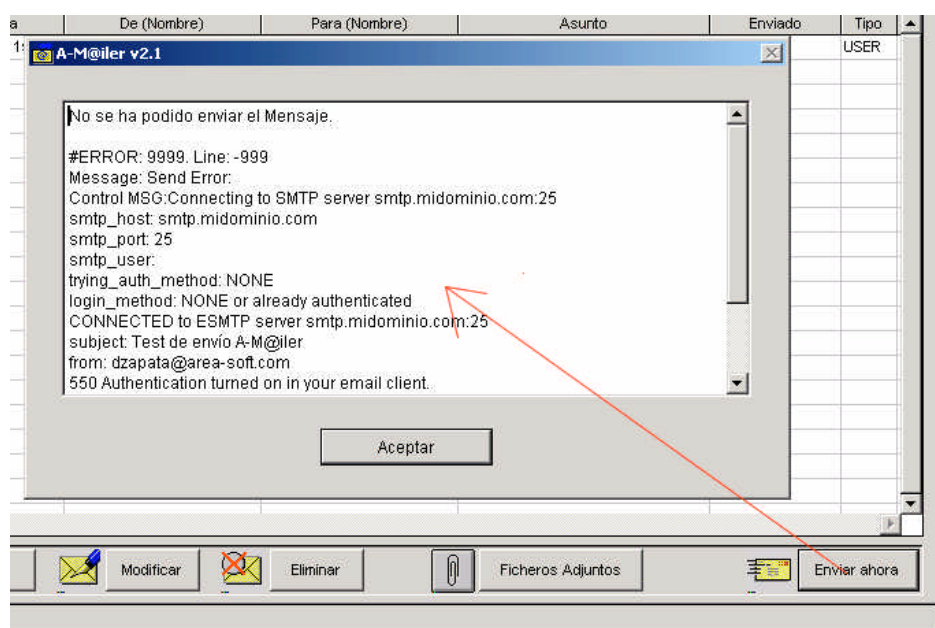 a De (Nombre) Para (Nombre) Asunto Enviado Tipo
A-M@iler v2.1
USER
No se ha podido enviar el Mensaje.
#ERROR: 9999. Line: -999
Message: Send Error:
Control MSG:Connecting to SMTP server smtp.midominio.com:25
smtp_host: smtp.midominio.com
smtp_port: 25
smtp_user:
trying_auth_method: NONE
login_method: NONE or already authenticated
CONNECTED to ESMTP server smtp.midominio.com:25
subject: Test de envío A-M@iler
from: dzapata@area-soft.com
550 Authentication turned on in your email client.
Aceptar
Modificar Eliminar Ficheros Adjuntos Enviar ahora